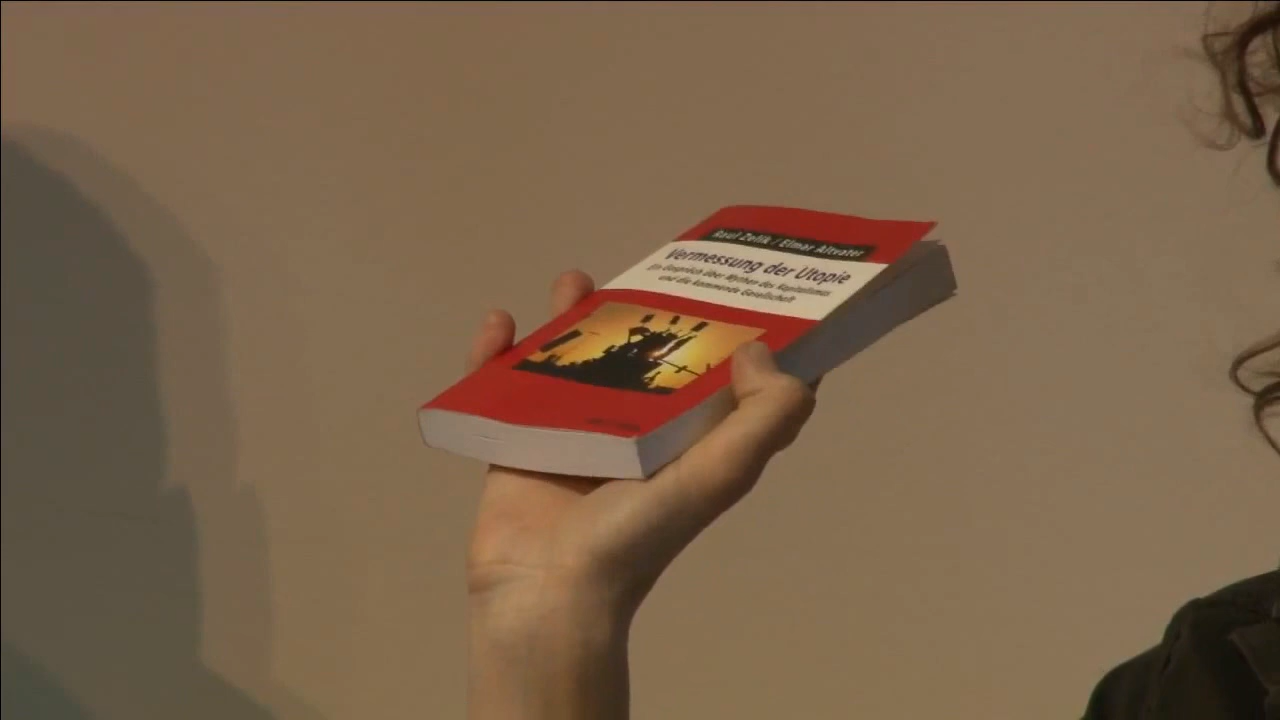 Raul Zelik / Elmar Altvater
Vermessung der Utopie
Ein Gespräch über Mythen des Kapitalismus
und die kommende Gesellschaft